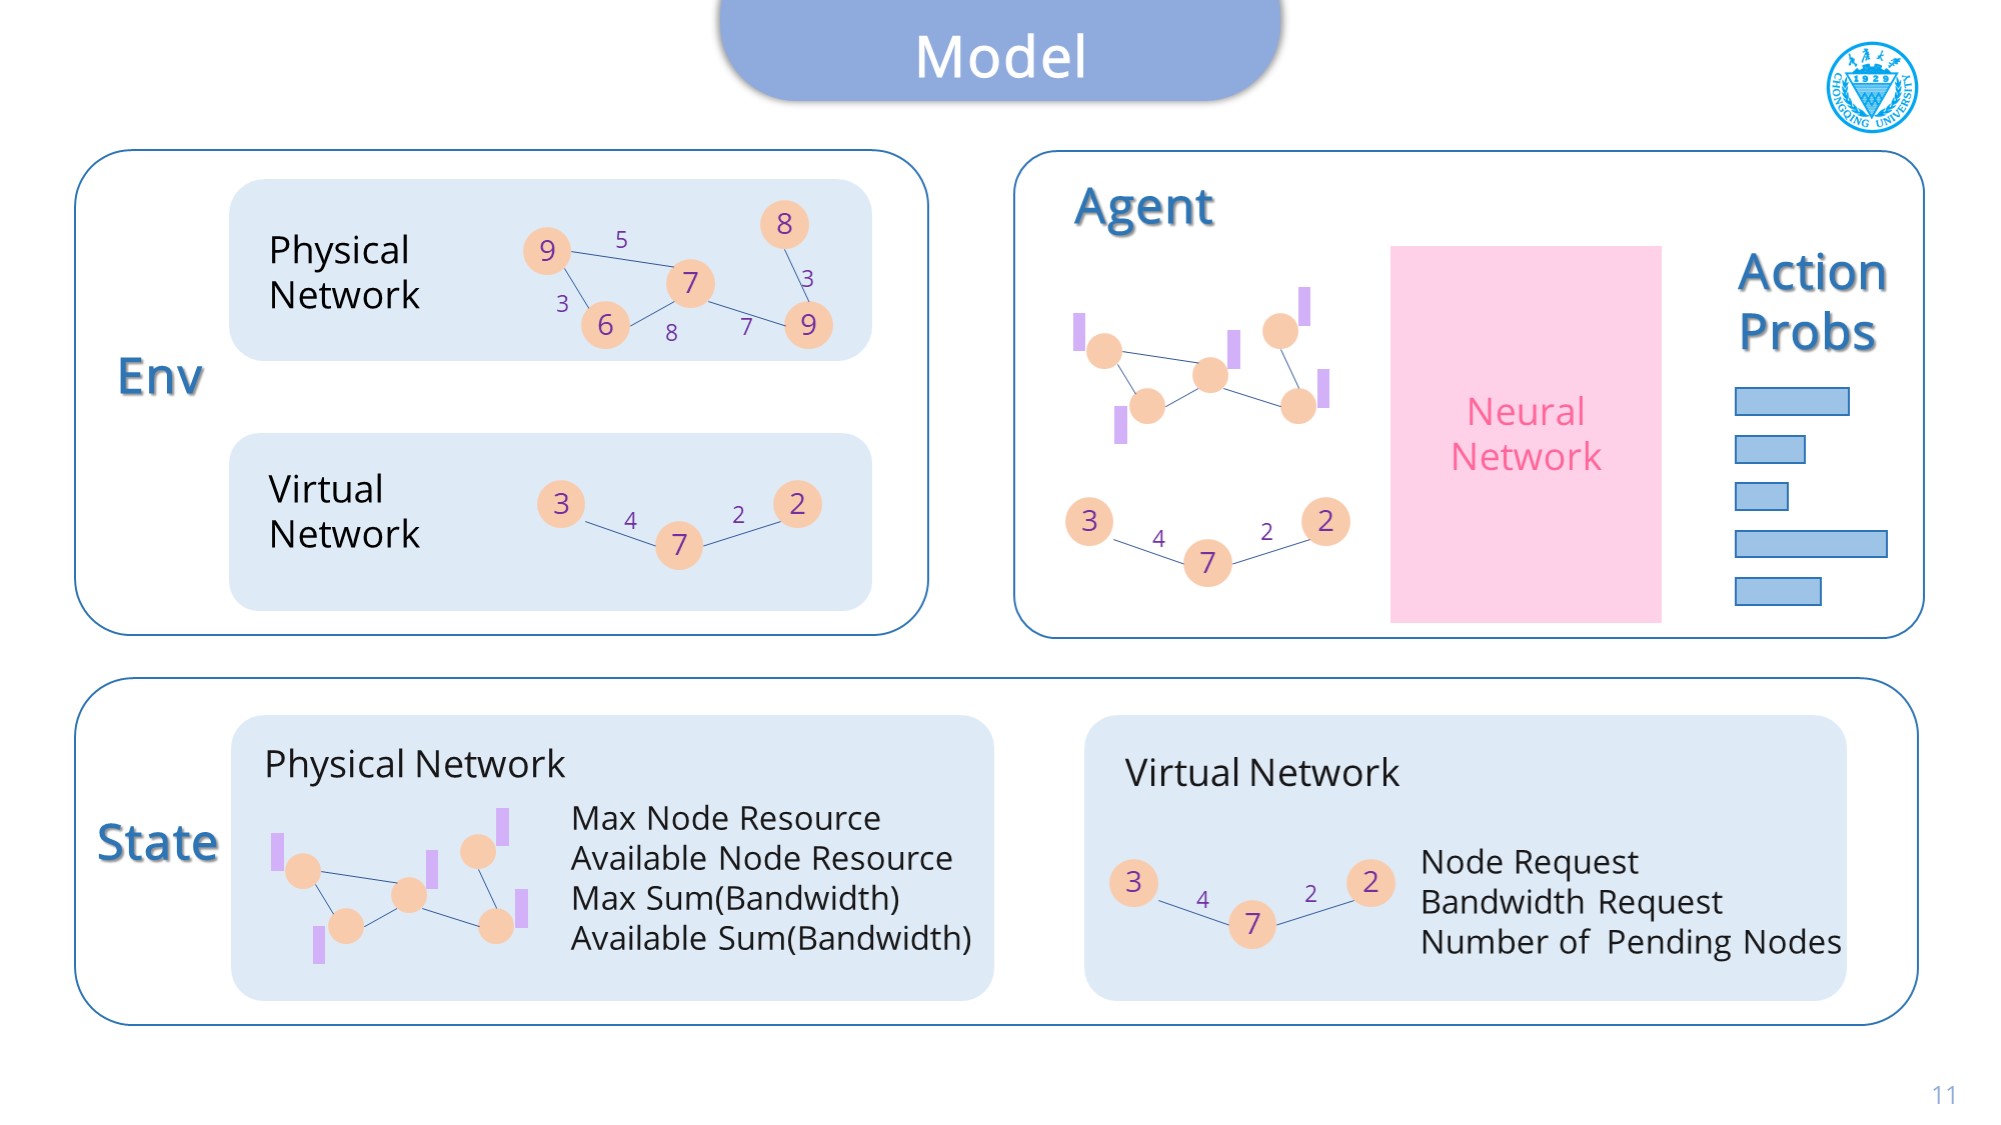 Model
1929
CHONGQING UNIVERSITY
Env
Physical
Network
9
5
7
8
3
6
8
7
3
9
Virtual
Network
3
4
7
2
2
Agent
3
4
7
2
2
Neural
Network
Action
Probs
State
Physical Network
Max Node Resource
Available Node Resource
Max Sum(Bandwidth)
Available Sum(Bandwidth)
Virtual Network
3
4
7
2
2
Node Request
Bandwidth Request
Number of Pending Nodes
11